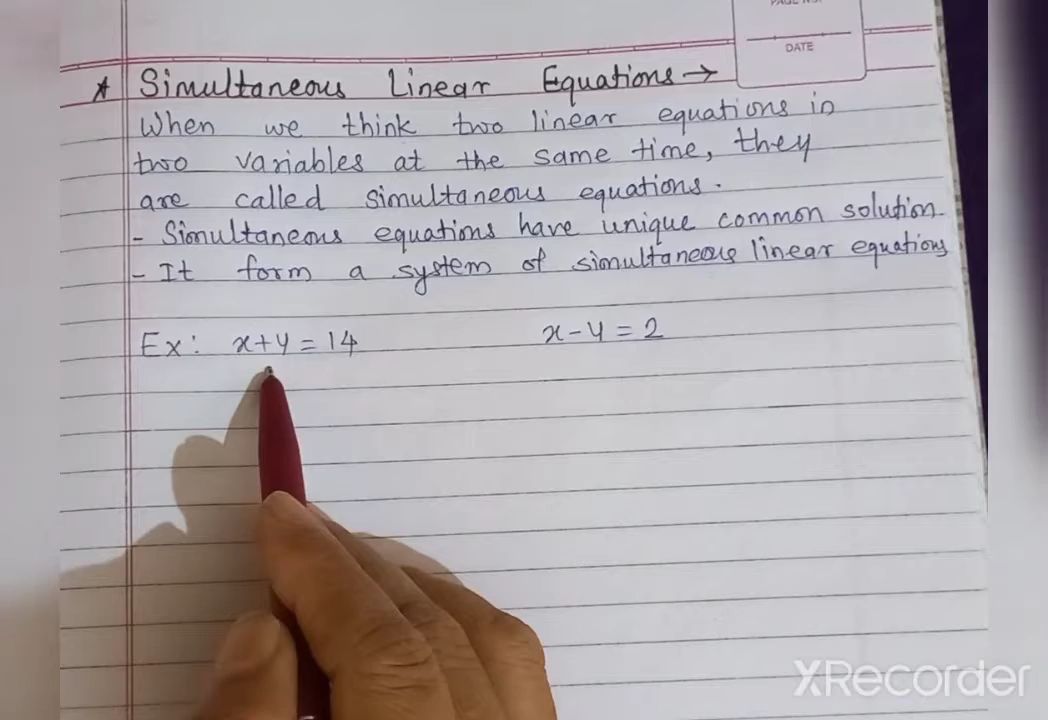 PAGE NO.
DATE
* Simultaneous Linear Equations →
When we think two linear equations in
two variables at the same time, they
are called simultaneous equations.
- Simultaneous equations have unique common solution
- It form a system of simultaneous linear equations
Ex: x+y = 14 x-y = 2
XRecorder